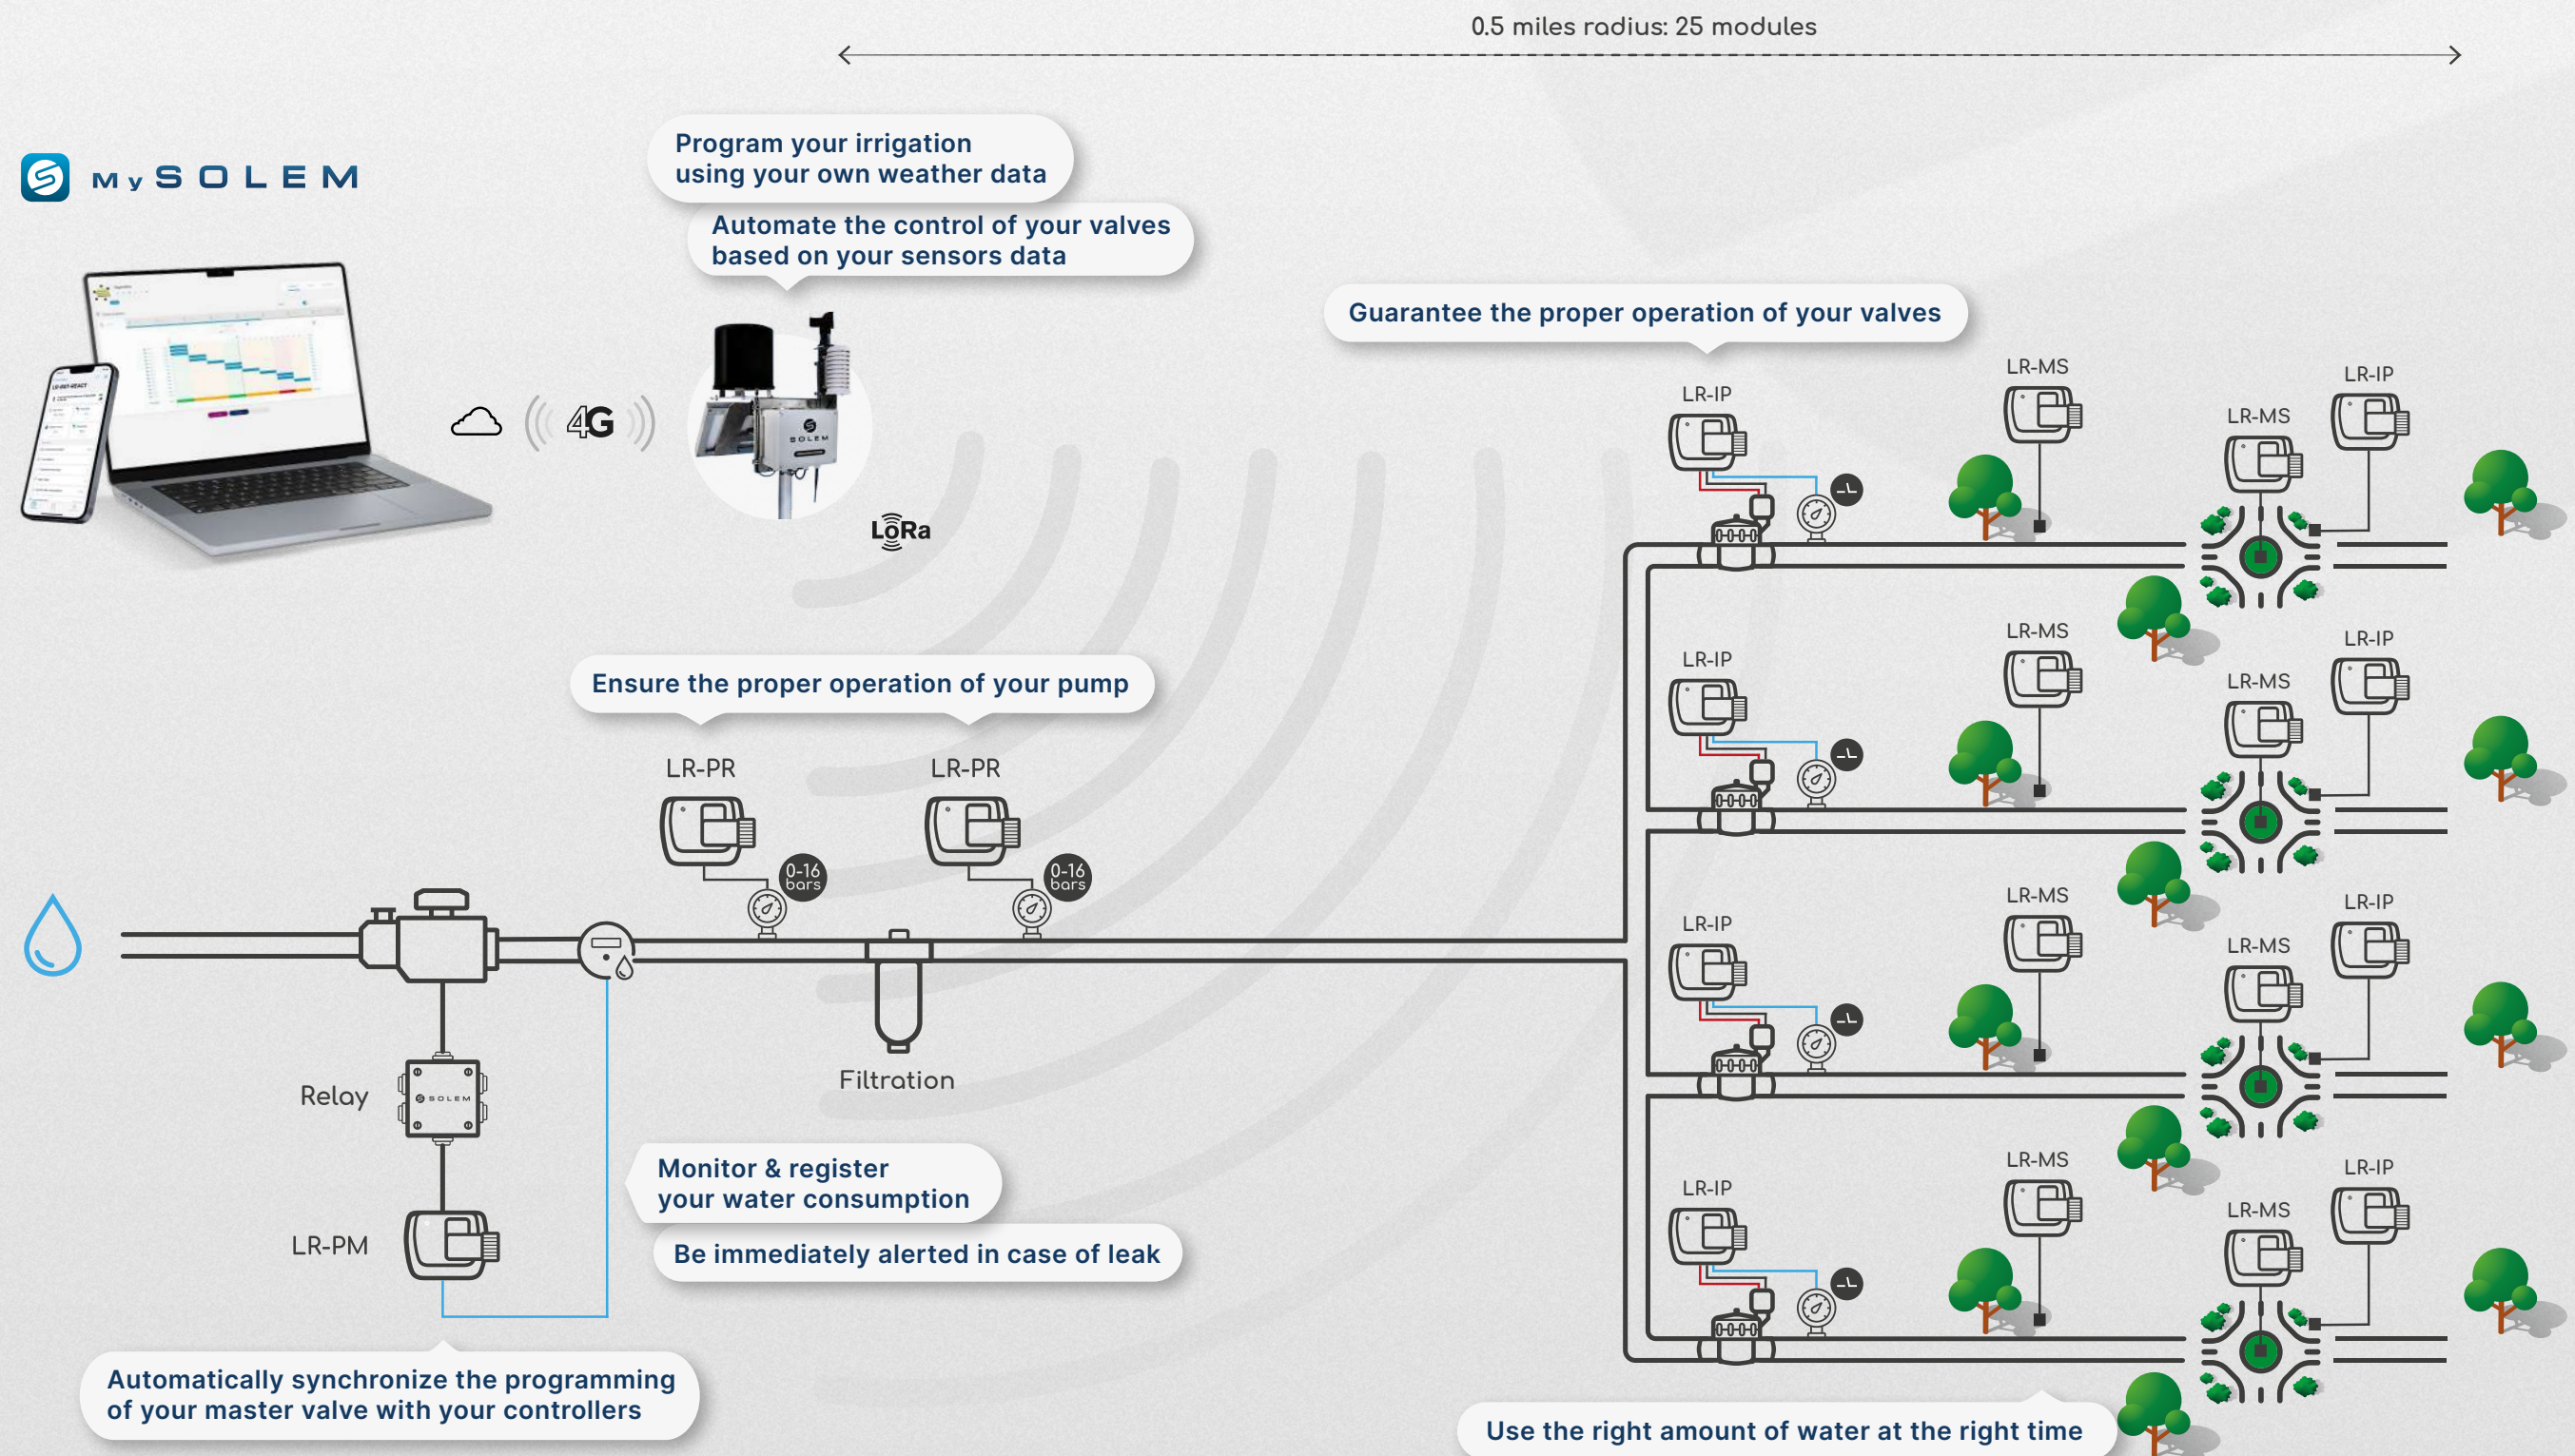 0.5 miles radius: 25 modules
MySOLEM
Program your irrigation
using your own weather data
Automate the control of your valves
based on your sensors data
4G
SOLEM
LoRa
Guarantee the proper operation of your valves
LR-IP
LR-MS
LR-MS
LR-IP
LR-IP
LR-MS
LR-MS
LR-IP
LR-IP
LR-MS
LR-MS
LR-IP
LR-IP
LR-MS
LR-MS
LR-IP
Ensure the proper operation of your pump
LR-PR
LR-PR
0-16
bars
0-16
bars
Filtration
Relay
SOLEM
LR-PM
Monitor & register
your water consumption
Be immediately alerted in case of leak
Automatically synchronize the programming
of your master valve with your controllers
Use the right amount of water at the right time